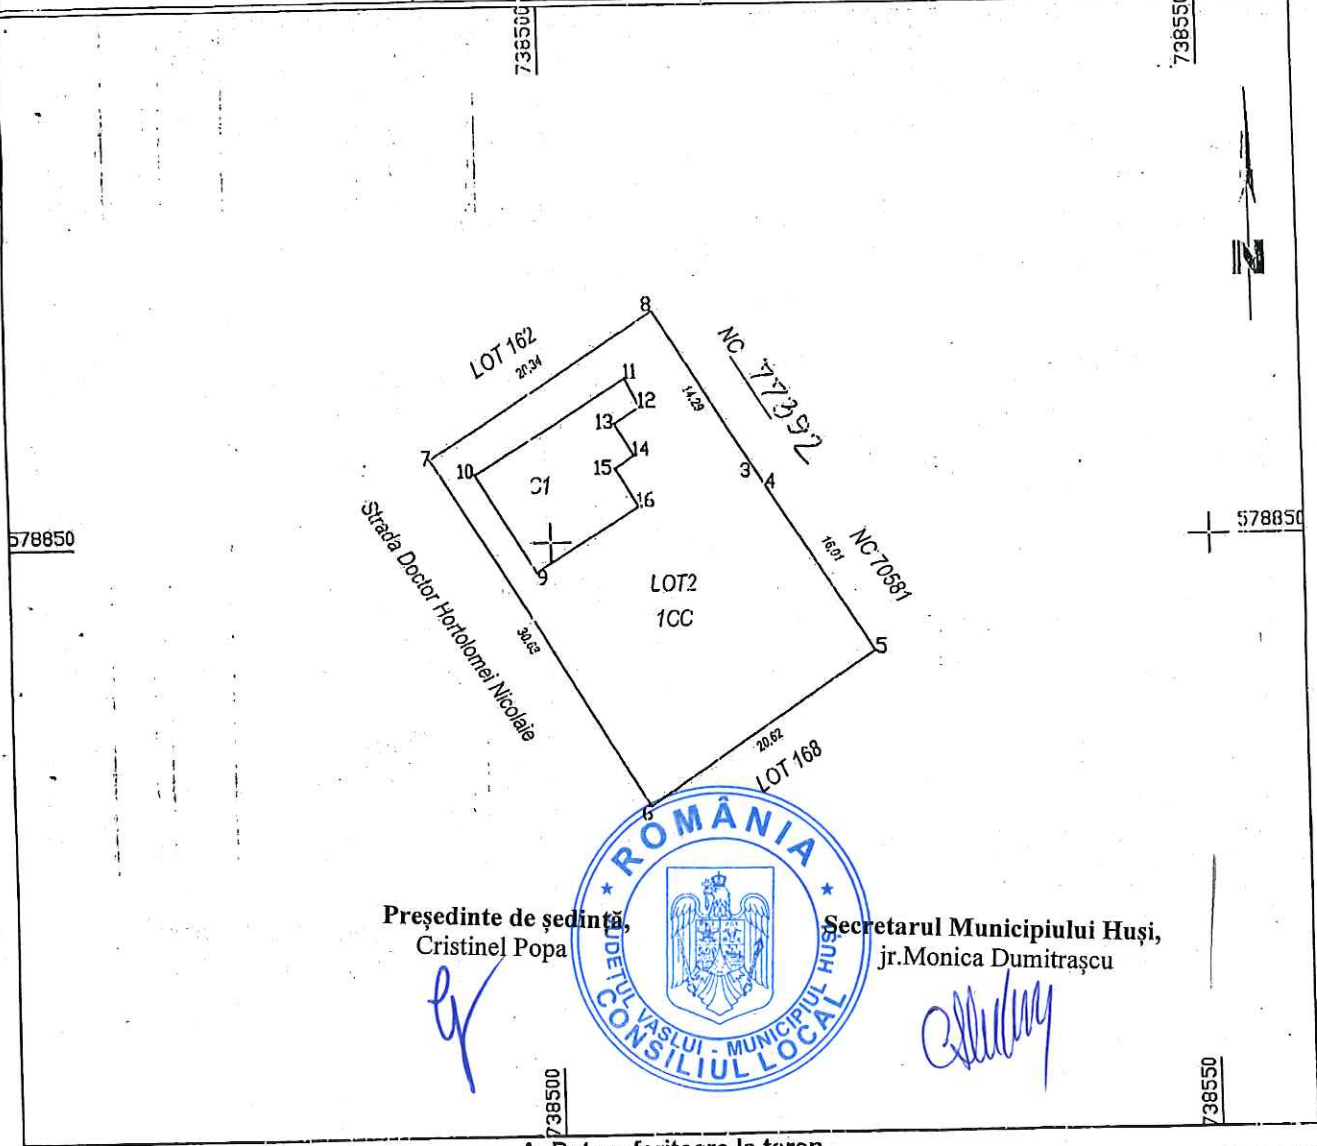 738500
738550
N
8
LOT 162
20,34
NC 77392
11
12
14,29
13
14
7
10
15
3
4
C1
16
578850
578850
Strada Doctor Hortolomei Nicolaie
9
16,01
NC 70581
LOT2
1CC
30,63
5
20,62
LOT 168
6
ROMÂNIA
Președinte de ședință,
Secretarul Municipiului Huși,
Cristinel Popa
jr.Monica Dumitrașcu
JUDEȚUL VASLUI - MUNICIPIUL HUȘI
CONSILIUL LOCAL
738500
738550